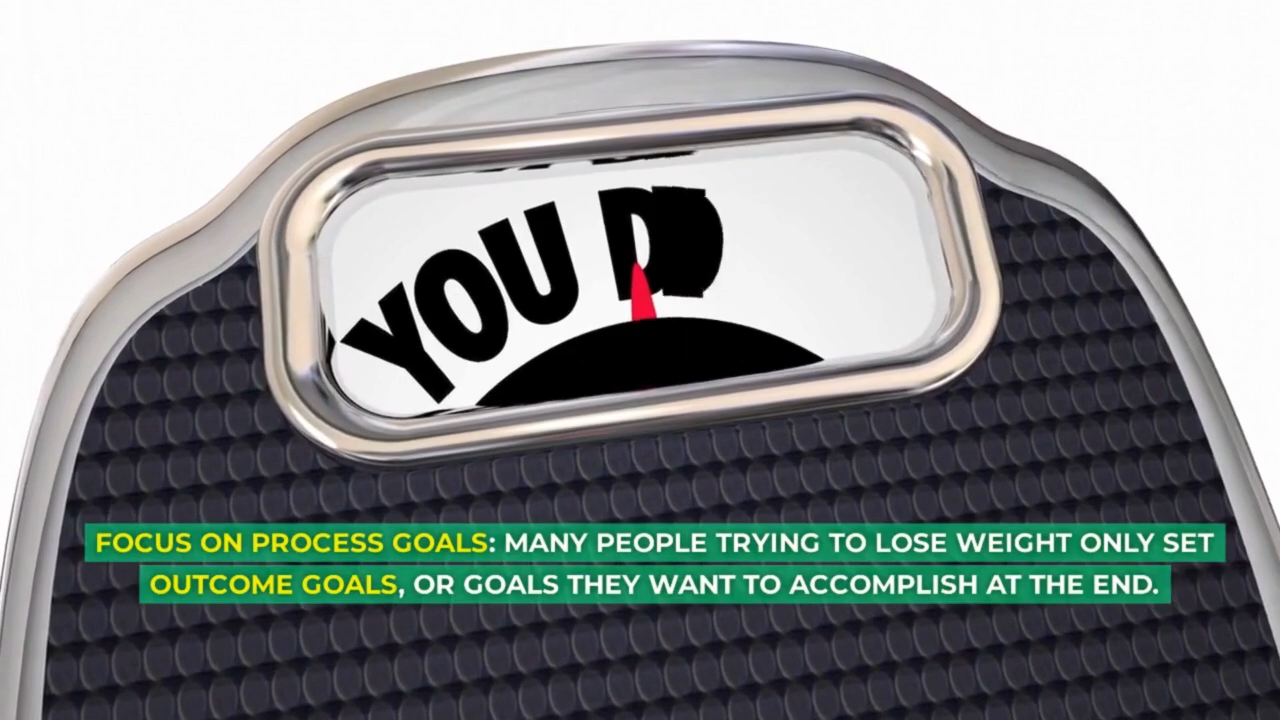 YOU
FOCUS ON PROCESS GOALS: MANY PEOPLE TRYING TO LOSE WEIGHT ONLY SET
OUTCOME GOALS, OR GOALS THEY WANT TO ACCOMPLISH AT THE END.